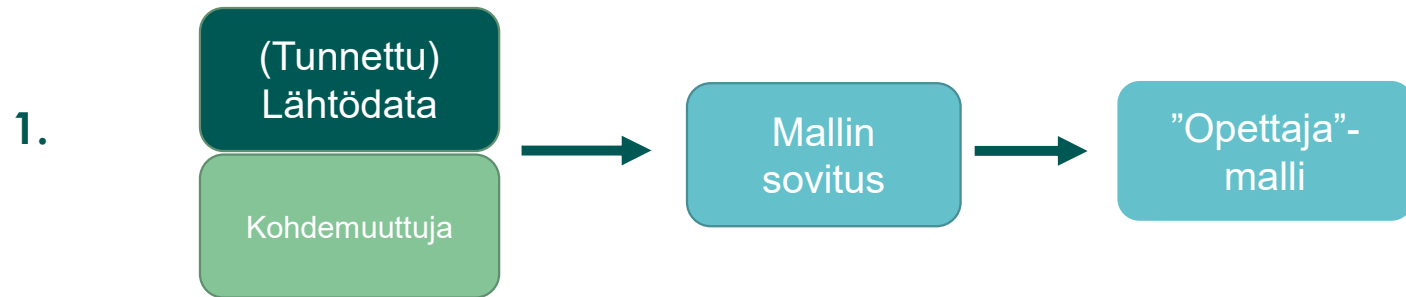 1.
(Tunnettu)
Lähtödata
Kohdemuuttuja
Mallin
sovitus
”Opettaja”-
malli